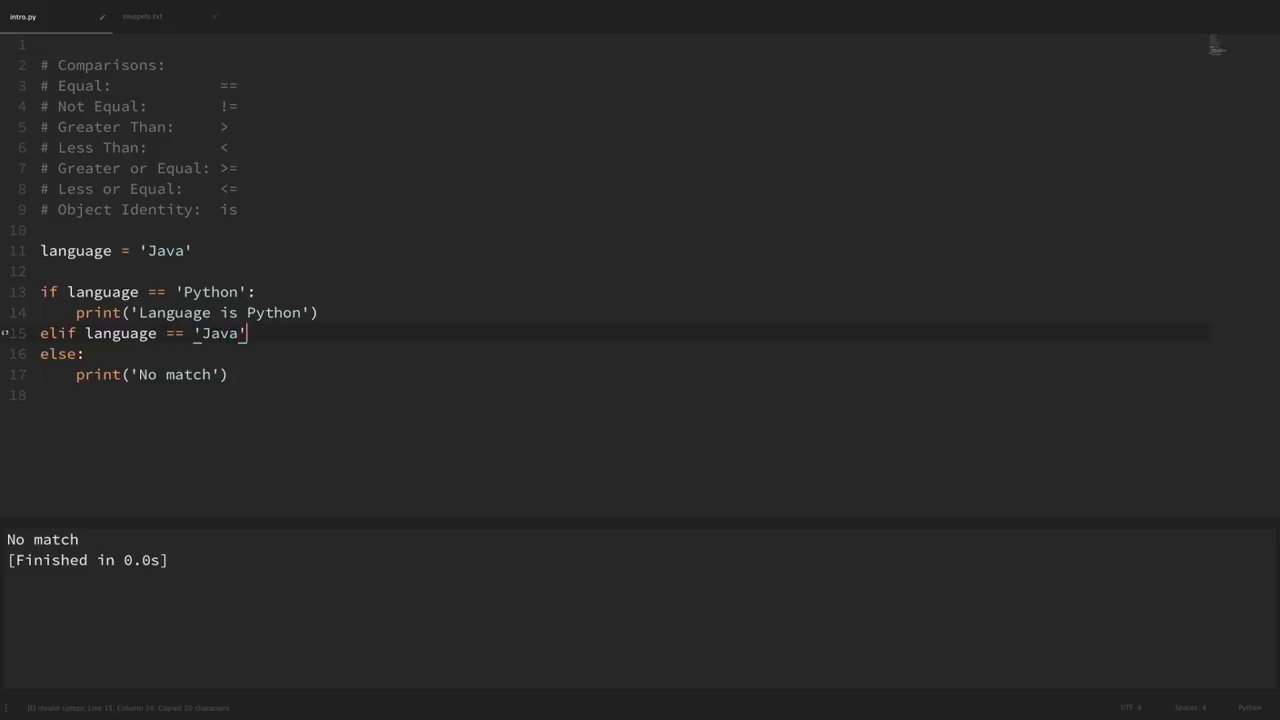 intro.py snippets.txt
1
2 # Comparisons:
3 # Equal: ==
4 # Not Equal: !=
5 # Greater Than: >
6 # Less Than: <
7 # Greater or Equal: >=
8 # Less or Equal: <=
9 # Object Identity: is
10
11 language = 'Java'
12
13 if language == 'Python':
14 print('Language is Python')
15 elif language == 'Java'
16 else:
17 print('No match')
18
No match
[Finished in 0.0s]
[E] invalid syntax; Line 15, Column 24; Copied 20 characters UTF-8 Spaces: 4 Python